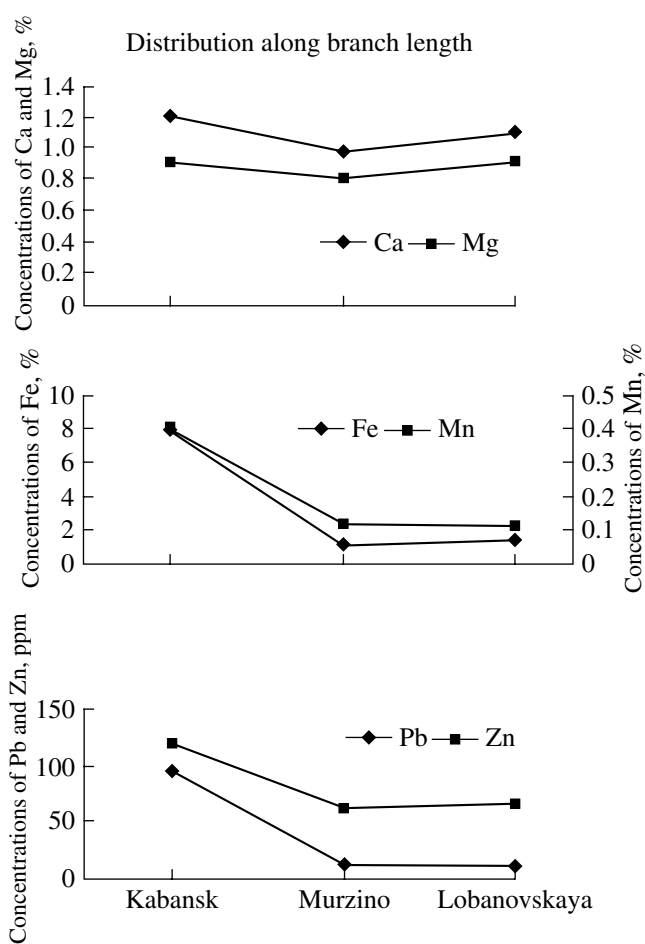 Distribution along branch length
Concentrations of Ca and Mg, %
1.4
1.2
1.0
0.8
0.6
0.4
0.2
0
Ca Mg
Concentrations of Fe, %
10
8
6
4
2
0
Fe Mn
0.5
0.4
0.3
0.2
0.1
0
Concentrations of Mn, %
Concentrations of Pb and Zn, ppm
150
100
50
0
Pb Zn
Kabansk Murzino Lobanovskaya